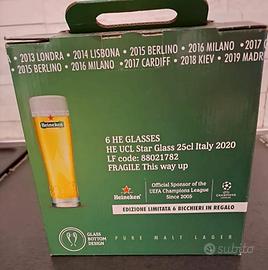 • 2013 LONDRA • 2014 LISBONA • 2015 BERLINO • 2016 MILANO
2015 BERLINO • 2016 MILANO • 2017 CARDIFF • 2018 KIEV • 2019 MADR
Heineken
6 HE GLASSES
HE UCL Star Glass 25cl Italy 2020
LF code: 88021782
FRAGILE This way up
Heineken
Official Sponsor of the
UEFA Champions League
Since 2005
CHAMPIONS
LEAGUE
EDIZIONE LIMITATA 6 BICCHIERI IN REGALO
GLASS
BOTTOM
DESIGN
PURE MALT LAGER
subito